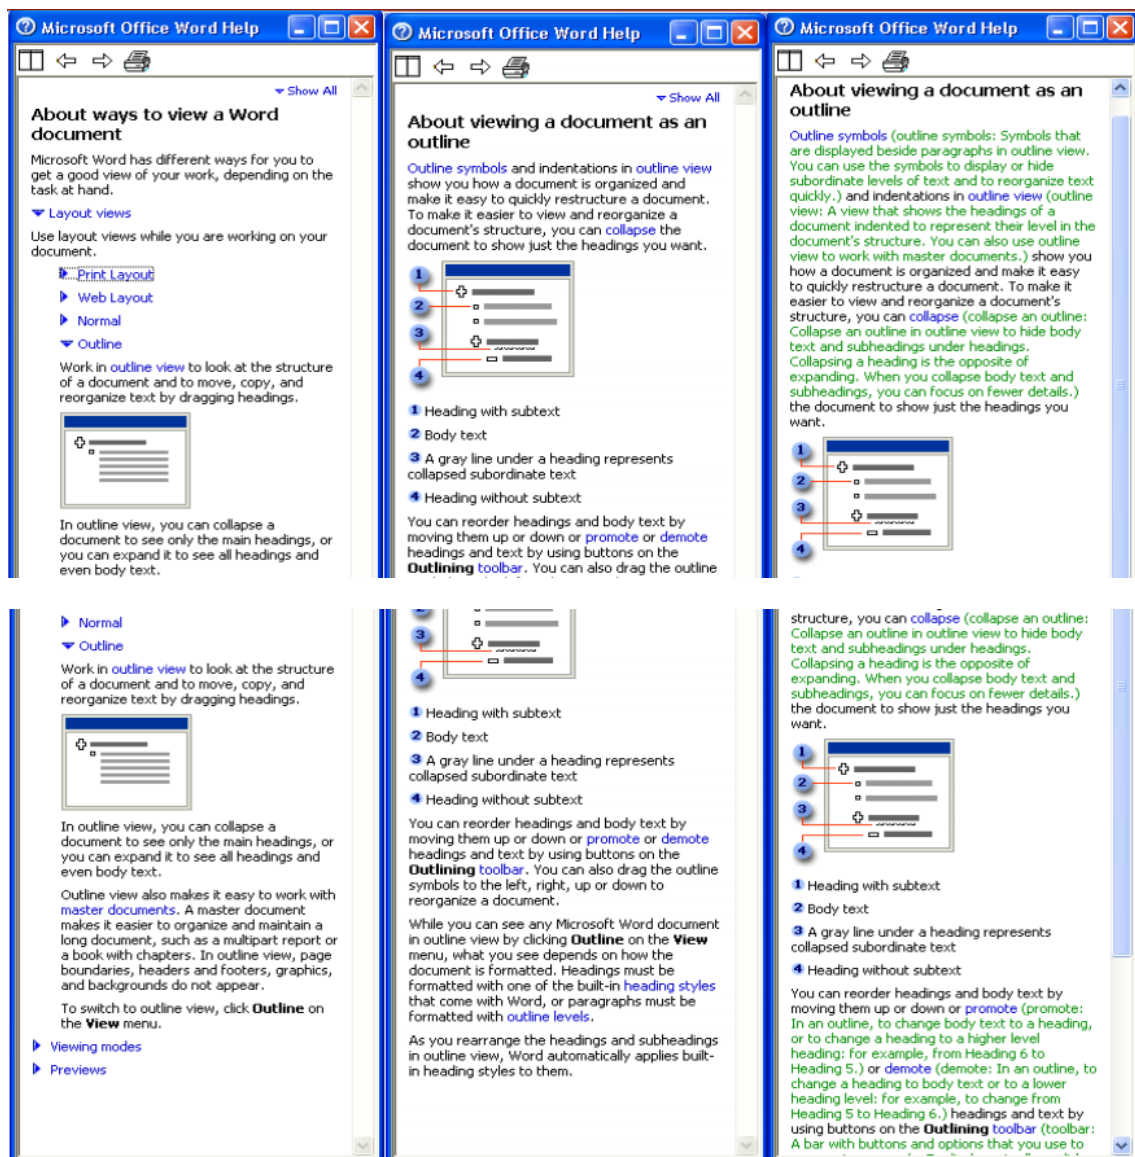 Microsoft Office Word Help
Show All
About ways to view a Word
document
Microsoft Word has different ways for you to
get a good view of your work, depending on the
task at hand.
Layout views
Use layout views while you are working on your
document.
Print Layout
Web Layout
Normal
Outline
Work in outline view to look at the structure
of a document and to move, copy, and
reorganize text by dragging headings.
In outline view, you can collapse a
document to see only the main headings, or
you can expand it to see all headings and
even body text.
Microsoft Office Word Help
Show All
About viewing a document as an
outline
Outline symbols and indentations in outline view
show you how a document is organized and
make it easy to quickly restructure a document.
To make it easier to view and reorganize a
document's structure, you can collapse the
document to show just the headings you want.
1
2
3
4
1 Heading with subtext
2 Body text
3 A gray line under a heading represents
collapsed subordinate text
4 Heading without subtext
You can reorder headings and body text by
moving them up or down or promote or demote
headings and text by using buttons on the
Outlining toolbar. You can also drag the outline
Microsoft Office Word Help
About viewing a document as an
outline
Outline symbols (outline symbols: Symbols that
are displayed beside paragraphs in outline view.
You can use the symbols to display or hide
subordinate levels of text and to reorganize text
quickly.) and indentations in outline view (outline
view: A view that shows the headings of a
document indented to represent their level in the
document's structure. You can also use outline
view to work with master documents.) show you
how a document is organized and make it easy
to quickly restructure a document. To make it
easier to view and reorganize a document's
structure, you can collapse (collapse an outline:
Collapse an outline in outline view to hide body
text and subheadings under headings.
Collapsing a heading is the opposite of
expanding. When you collapse body text and
subheadings, you can focus on fewer details.)
the document to show just the headings you
want.
1
2
3
4
Normal
Outline
Work in outline view to look at the structure
of a document and to move, copy, and
reorganize text by dragging headings.
In outline view, you can collapse a
document to see only the main headings, or
you can expand it to see all headings and
even body text.
Outline view also makes it easy to work with
master documents. A master document
makes it easier to organize and maintain a
long document, such as a multipart report or
a book with chapters. In outline view, page
boundaries, headers and footers, graphics,
and backgrounds do not appear.
To switch to outline view, click Outline on
the View menu.
Viewing modes
Previews
2
3
4
1 Heading with subtext
2 Body text
3 A gray line under a heading represents
collapsed subordinate text
4 Heading without subtext
You can reorder headings and body text by
moving them up or down or promote or demote
headings and text by using buttons on the
Outlining toolbar. You can also drag the outline
symbols to the left, right, up or down to
reorganize a document.
While you can see any Microsoft Word document
in outline view by clicking Outline on the View
menu, what you see depends on how the
document is formatted. Headings must be
formatted with one of the built-in heading styles
that come with Word, or paragraphs must be
formatted with outline levels.
As you rearrange the headings and subheadings
in outline view, Word automatically applies built-
in heading styles to them.
structure, you can collapse (collapse an outline:
Collapse an outline in outline view to hide body
text and subheadings under headings.
Collapsing a heading is the opposite of
expanding. When you collapse body text and
subheadings, you can focus on fewer details.)
the document to show just the headings you
want.
1
2
3
4
1 Heading with subtext
2 Body text
3 A gray line under a heading represents
collapsed subordinate text
4 Heading without subtext
You can reorder headings and body text by
moving them up or down or promote (promote:
In an outline, to change body text to a heading,
or to change a heading to a higher level
heading: for example, from Heading 6 to
Heading 5.) or demote (demote: In an outline, to
change a heading to body text or to a lower
heading level: for example, to change from
Heading 5 to Heading 6.) headings and text by
using buttons on the Outlining toolbar (toolbar:
A bar with buttons and options that you use to